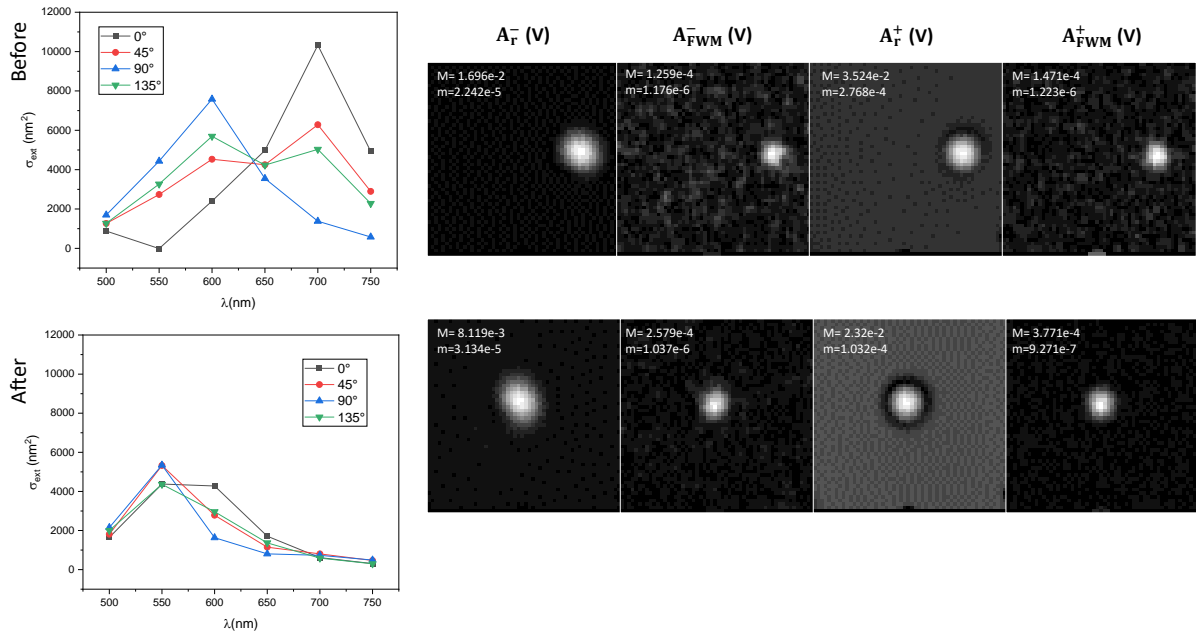 Before
12000
10000
8000
6000
4000
2000
0
σext (nm²)
0°
45°
90°
135°
500 550 600 650 700 750
λ(nm)
Aᵣ⁻ (V) A⁻FWM (V) Aᵣ⁺ (V) A⁺FWM (V)
M= 1.696e-2
m=2.242e-5
M= 1.259e-4
m=1.176e-6
M= 3.524e-2
m=2.768e-4
M= 1.471e-4
m=1.223e-6
After
12000
10000
8000
6000
4000
2000
0
σext (nm²)
0°
45°
90°
135°
500 550 600 650 700 750
λ(nm)
M= 8.119e-3
m=3.134e-5
M= 2.579e-4
m=1.037e-6
M= 2.32e-2
m=1.032e-4
M= 3.771e-4
m=9.271e-7